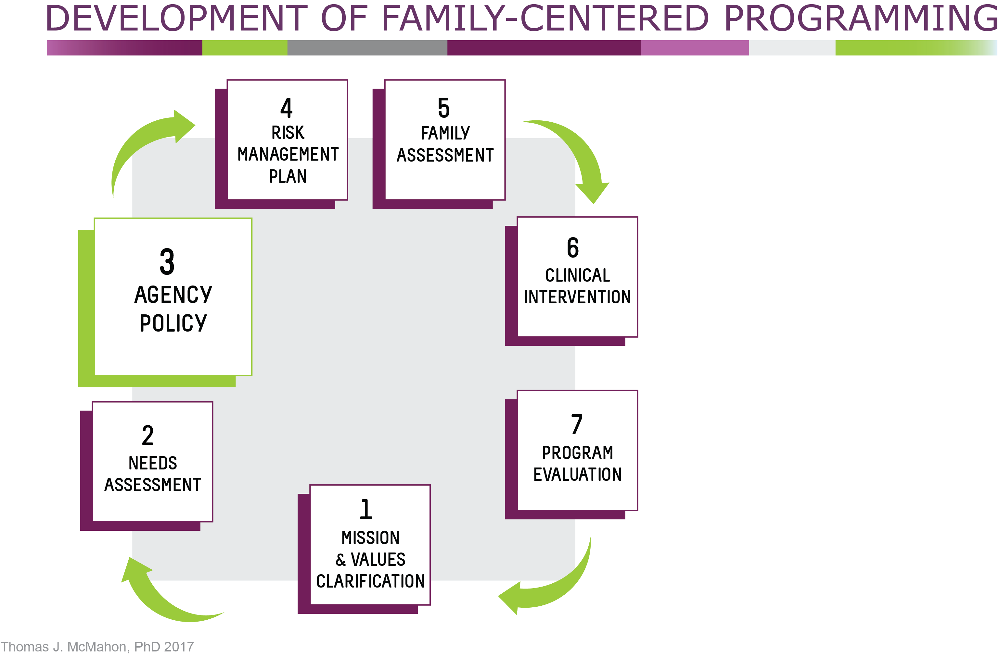 DEVELOPMENT OF FAMILY-CENTERED PROGRAMMING
4
RISK
MANAGEMENT
PLAN
5
FAMILY
ASSESSMENT
3
AGENCY
POLICY
6
CLINICAL
INTERVENTION
2
NEEDS
ASSESSMENT
7
PROGRAM
EVALUATION
1
MISSION
& VALUES
CLARIFICATION
Thomas J. McMahon, PhD 2017